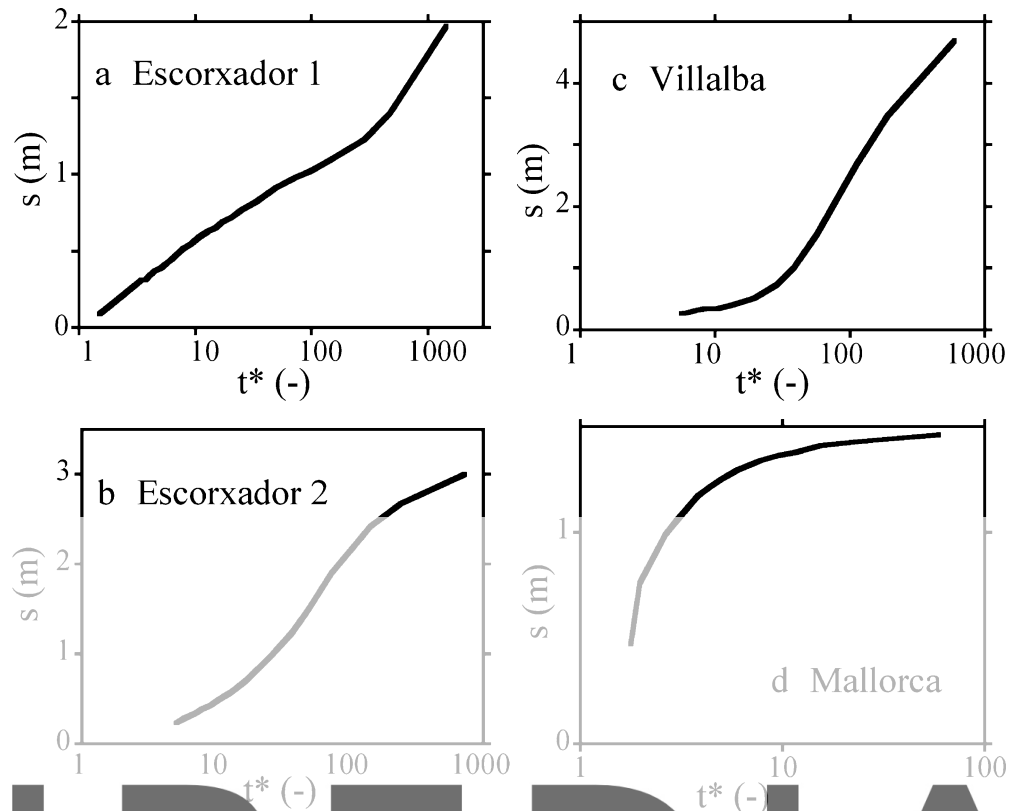 2
a Escorxador 1
1
s (m)
0
1 10 100 1000
t* (-)
c Villalba
4
s (m)
2
0
1 10 100 1000
t* (-)
3
b Escorxador 2
2
s (m)
1
0
1 10 100 1000
t* (-)
1
s (m)
d Mallorca
0
1 10 100
t* (-)